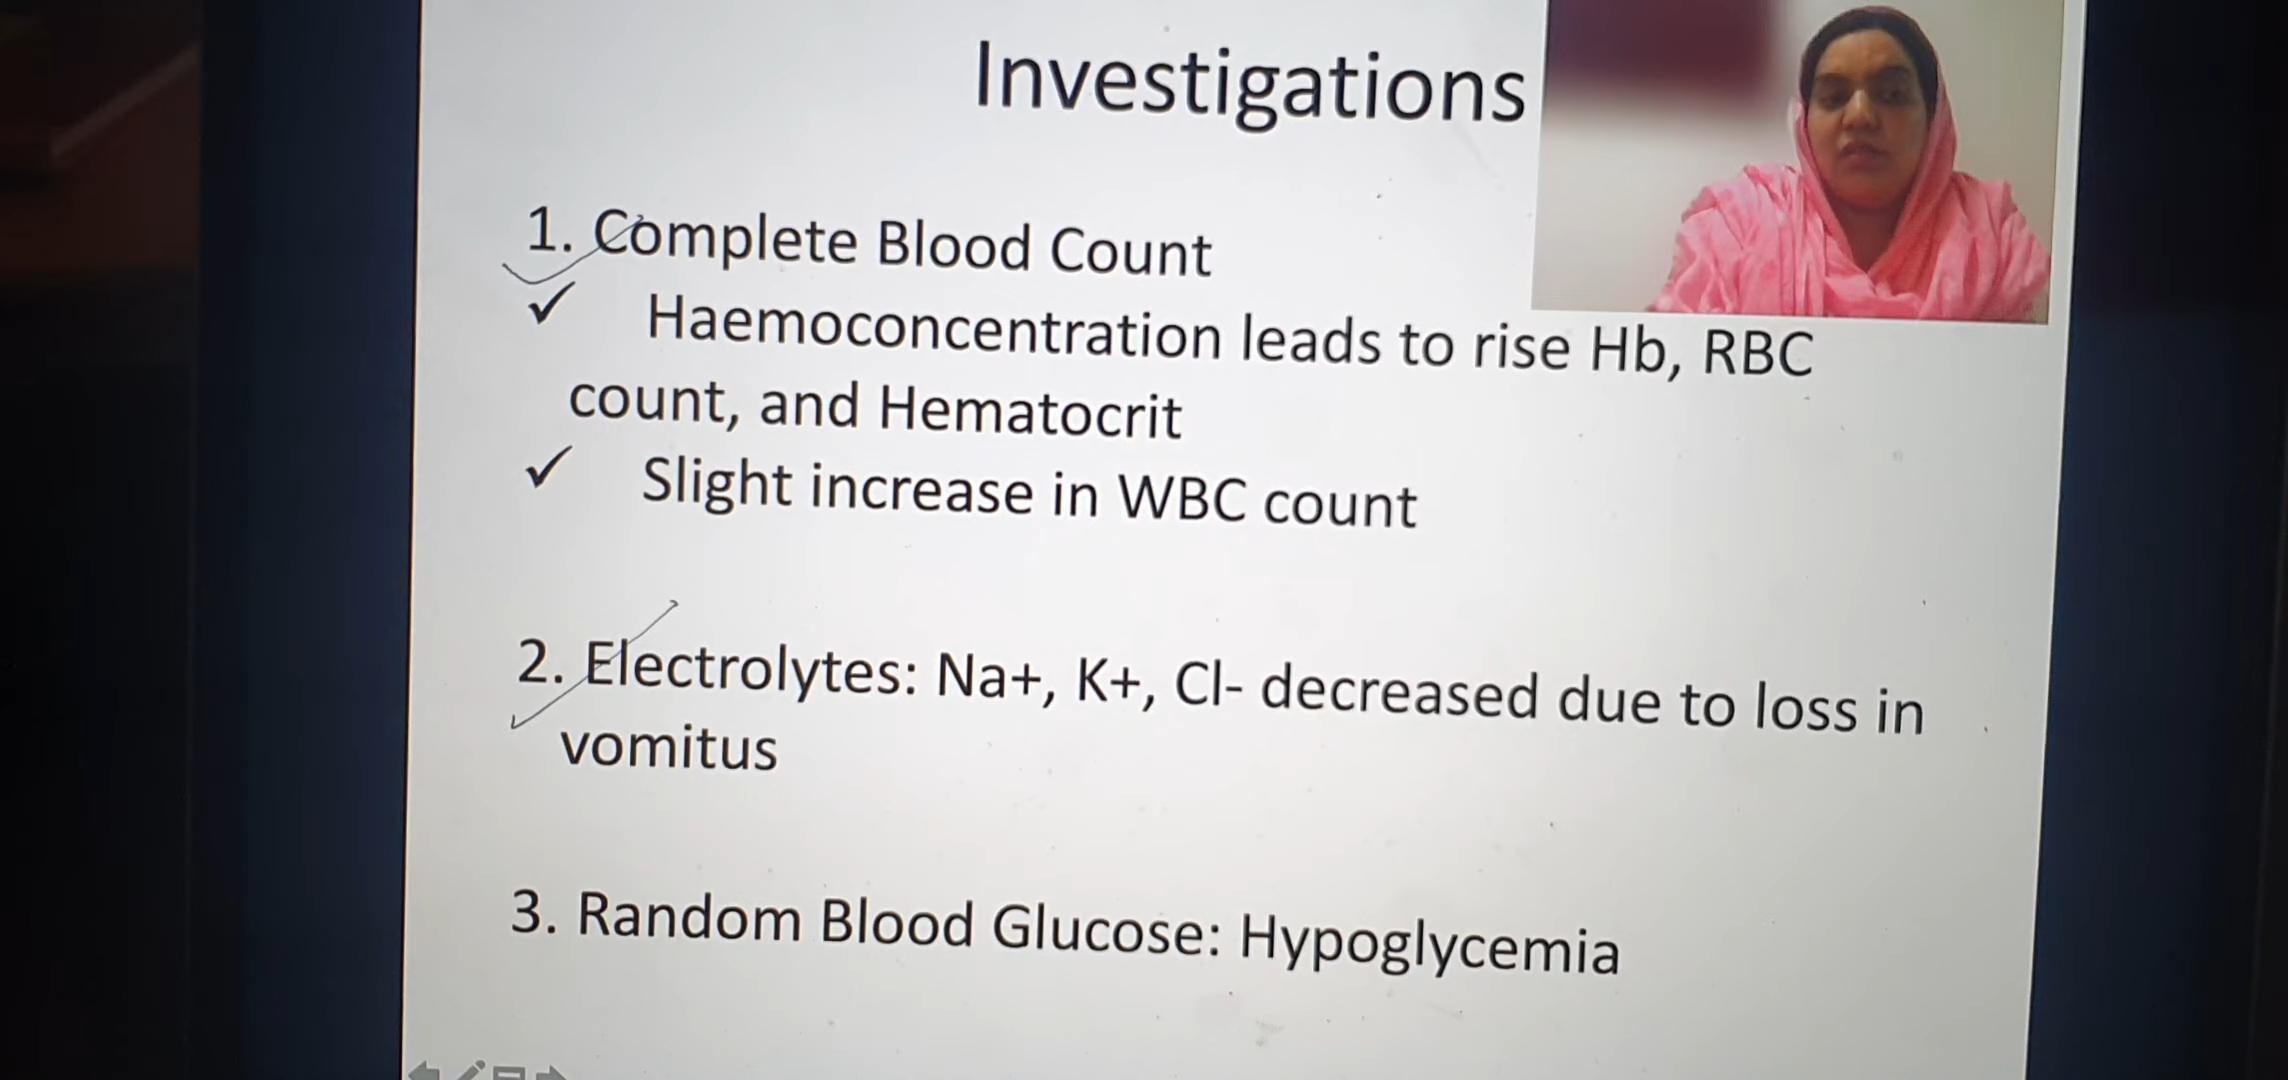 Investigations
1. Complete Blood Count
✓ Haemoconcentration leads to rise Hb, RBC
count, and Hematocrit
✓ Slight increase in WBC count
2. Electrolytes: Na+, K+, Cl- decreased due to loss in
vomitus
3. Random Blood Glucose: Hypoglycemia